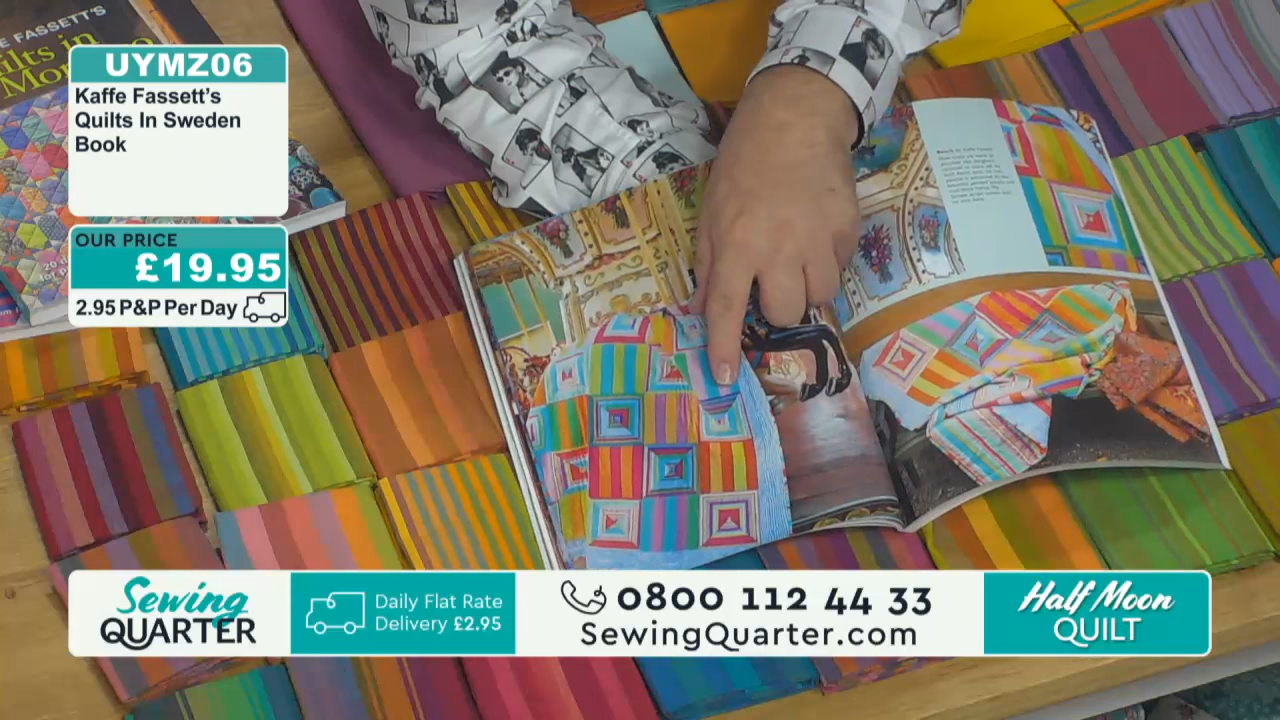 E FASSETT'S
UYMZ06
Kaffe Fassett's
Quilts In Sweden
Book
OUR PRICE
£19.95
2.95 P&P Per Day
Sewing
QUARTER
Daily Flat Rate
Delivery £2.95
0800 112 44 33
SewingQuarter.com
Half Moon
QUILT